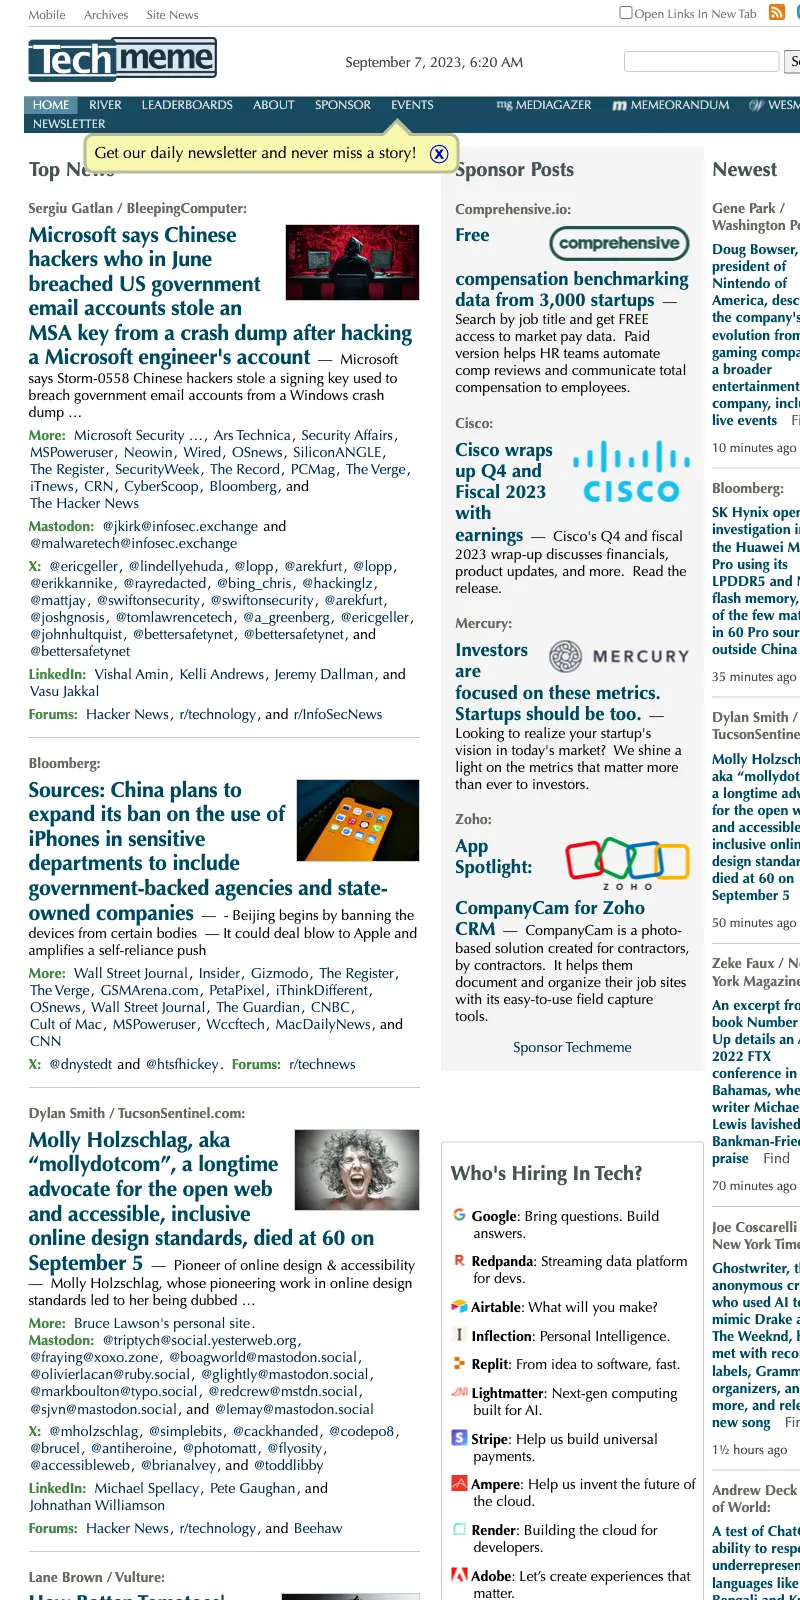 Mobile Archives Site News
Open Links In New Tab
Techmeme
September 7, 2023, 6:20 AM
HOME RIVER LEADERBOARDS ABOUT SPONSOR EVENTS
mg MEDIAGAZER m MEMEORANDUM W
NEWSLETTER
Get our daily newsletter and never miss a story! X
Top
Sergiu Gatlan / BleepingComputer:
Microsoft says Chinese
hackers who in June
breached US government
email accounts stole an
MSA key from a crash dump after hacking
a Microsoft engineer's account — Microsoft
says Storm-0558 Chinese hackers stole a signing key used to
breach government email accounts from a Windows crash
dump …
More: Microsoft Security …, Ars Technica, Security Affairs,
MSPoweruser, Neowin, Wired, OSnews, SiliconANGLE,
The Register, SecurityWeek, The Record, PCMag, The Verge,
iTnews, CRN, CyberScoop, Bloomberg, and
The Hacker News
Mastodon: @jkirk@infosec.exchange and
@malwaretech@infosec.exchange
X: @ericgeller, @lindellyehuda, @lopp, @arekfurt, @lopp,
@erikkannike, @rayredacted, @bing_chris, @hackinglz,
@mattjay, @swiftonsecurity, @swiftonsecurity, @arekfurt,
@joshgnosis, @tomlawrencetech, @a_greenberg, @ericgeller,
@johnhultquist, @bettersafetynet, @bettersafetynet, and
@bettersafetynet
LinkedIn: Vishal Amin, Kelli Andrews, Jeremy Dallman, and
Vasu Jakkal
Forums: Hacker News, r/technology, and r/InfoSecNews
Bloomberg:
Sources: China plans to
expand its ban on the use of
iPhones in sensitive
departments to include
government-backed agencies and state-
owned companies — - Beijing begins by banning the
devices from certain bodies — It could deal blow to Apple and
amplifies a self-reliance push
More: Wall Street Journal, Insider, Gizmodo, The Register,
The Verge, GSMArena.com, PetaPixel, iThinkDifferent,
OSnews, Wall Street Journal, The Guardian, CNBC,
Cult of Mac, MSPoweruser, Wccftech, MacDailyNews, and
CNN
X: @dnystedt and @htsfhickey. Forums: r/technews
Dylan Smith / TucsonSentinel.com:
Molly Holzschlag, aka
“mollydotcom”, a longtime
advocate for the open web
and accessible, inclusive
online design standards, died at 60 on
September 5 — Pioneer of online design & accessibility
— Molly Holzschlag, whose pioneering work in online design
standards led to her being dubbed …
More: Bruce Lawson's personal site.
Mastodon: @triptych@social.yesterweb.org,
@fraying@xoxo.zone, @boagworld@mastodon.social,
@olivierlacan@ruby.social, @glightly@mastodon.social,
@markboulton@typo.social, @redcrew@mstdn.social,
@sjvn@mastodon.social, and @lemay@mastodon.social
X: @mholzschlag, @simplebits, @cackhanded, @codepo8,
@brucel, @antiheroine, @photomatt, @flyosity,
@accessibleweb, @brianalvey, and @toddlibby
LinkedIn: Michael Spellacy, Pete Gaughan, and
Johnathan Williamson
Forums: Hacker News, r/technology, and Beehaw
Lane Brown / Vulture:
Sponsor Posts
Comprehensive.io:
Free
comprehensive
compensation benchmarking
data from 3,000 startups —
Search by job title and get FREE
access to market pay data. Paid
version helps HR teams automate
comp reviews and communicate total
compensation to employees.
Cisco:
Cisco wraps
up Q4 and
Fiscal 2023
with
CISCO
earnings — Cisco's Q4 and fiscal
2023 wrap-up discusses financials,
product updates, and more. Read the
release.
Mercury:
Investors
are
MERCURY
focused on these metrics.
Startups should be too. —
Looking to realize your startup's
vision in today's market? We shine a
light on the metrics that matter more
than ever to investors.
Zoho:
App
Spotlight:
ZOHO
CompanyCam for Zoho
CRM — CompanyCam is a photo-
based solution created for contractors,
by contractors. It helps them
document and organize their job sites
with its easy-to-use field capture
tools.
Sponsor Techmeme
Who's Hiring In Tech?
Google: Bring questions. Build
answers.
Redpanda: Streaming data platform
for devs.
Airtable: What will you make?
Inflection: Personal Intelligence.
Replit: From idea to software, fast.
Lightmatter: Next-gen computing
built for AI.
Stripe: Help us build universal
payments.
Ampere: Help us invent the future of
the cloud.
Render: Building the cloud for
developers.
Adobe: Let’s create experiences that
matter.
Newest
Gene Park /
Washington
Doug Bowser,
president of
Nintendo of
America,
the company's
evolution from
gaming
a broader
entertainment
company,
live events
10 minutes ago
Bloomberg:
SK Hynix
investigation
the Huawei
Pro using its
LPDDR5 and
flash memory,
of the few
in 60 Pro
outside China
35 minutes ago
Dylan Smith /
Molly
aka “mollydotcom”,
a longtime
for the open
and accessible,
inclusive
design
died at 60 on
September 5
50 minutes ago
Zeke Faux /
York Magazine
An excerpt
book Number
Up details an
2022 FTX
conference in
Bahamas,
writer
Lewis lavished
praise Find
70 minutes ago
Joe Coscarelli
New York
Ghostwriter,
anonymous
who used AI to
mimic Drake
The Weeknd,
met with
labels,
organizers,
more, and
new song
1½ hours ago
Andrew Deck
of World:
A test of
ability to
languages like